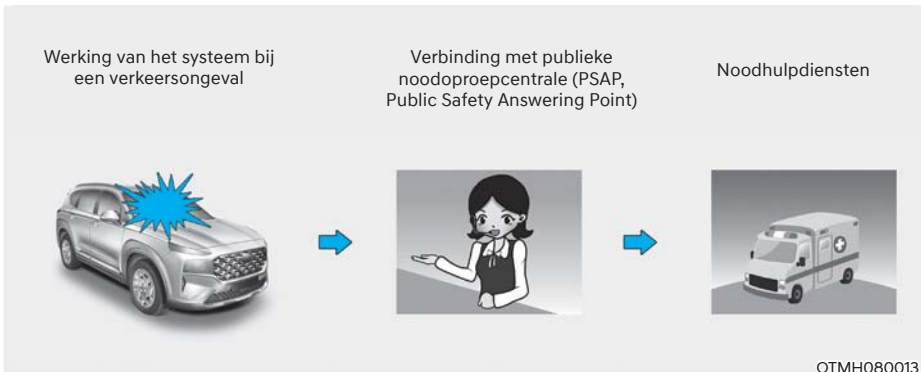 Werking van het systeem bij
een verkeersongeval
Verbinding met publieke
noodoproepcentrale (PSAP,
Public Safety Answering Point)
Noodhulpdiensten
OTMH080013